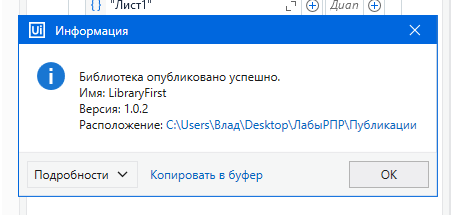 { } "Лист1"
Диап
Ui Информация
Библиотека опубликовано успешно.
Имя: LibraryFirst
Версия: 1.0.2
Расположение: C:\Users\Влад\Desktop\ЛабыРПР\Публикации
Подробности
Копировать в буфер
OK